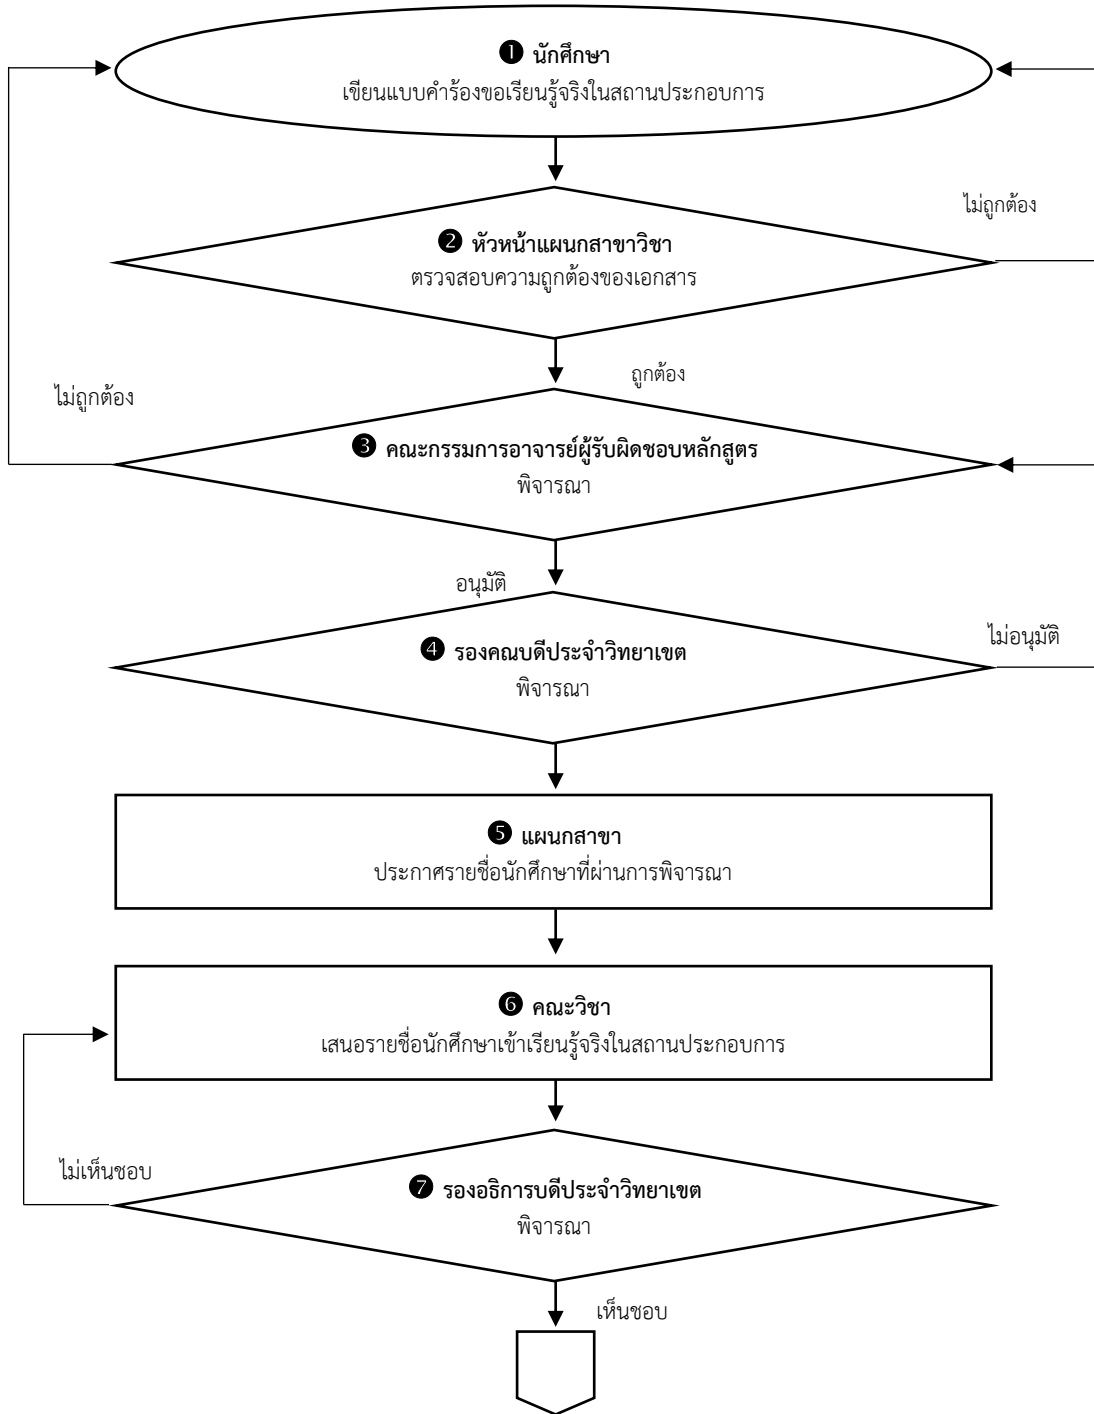 ❶ นักศึกษา
เขียนแบบคำร้องขอเรียนรู้จริงในสถานประกอบการ
❷ หัวหน้าแผนกสาขาวิชา
ตรวจสอบความถูกต้องของเอกสาร
ไม่ถูกต้อง
ถูกต้อง
ไม่ถูกต้อง
❸ คณะกรรมการอาจารย์ผู้รับผิดชอบหลักสูตร
พิจารณา
อนุมัติ
❹ รองคณบดีประจำวิทยาเขต
พิจารณา
ไม่อนุมัติ
❺ แผนกสาขา
ประกาศรายชื่อนักศึกษาที่ผ่านการพิจารณา
❻ คณะวิชา
เสนอรายชื่อนักศึกษาเข้าเรียนรู้จริงในสถานประกอบการ
ไม่เห็นชอบ
❼ รองอธิการบดีประจำวิทยาเขต
พิจารณา
เห็นชอบ